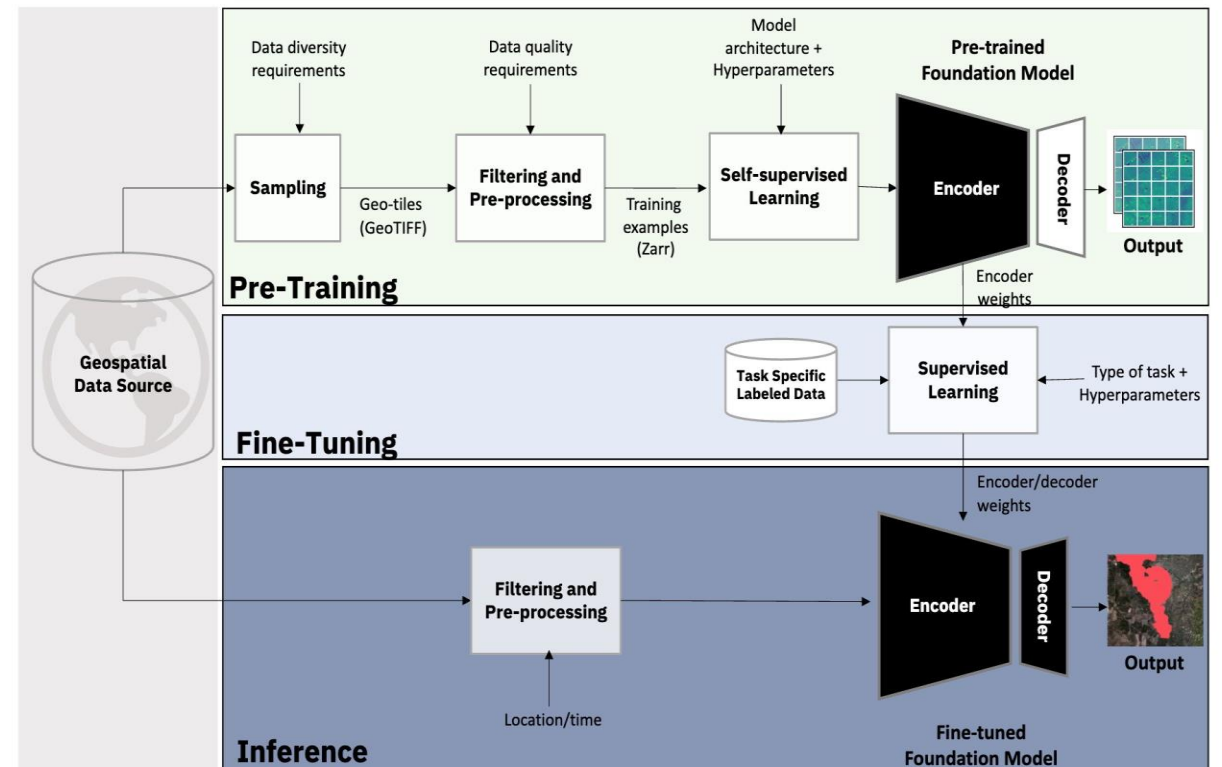 Data diversity
requirements
Data quality
requirements
Model
architecture +
Hyperparameters
Pre-trained
Foundation Model
Sampling
Geo-tiles
(GeoTIFF)
Filtering and
Pre-processing
Training
examples
(Zarr)
Self-supervised
Learning
Encoder
Decoder
Output
Pre-Training
Encoder
weights
Geospatial
Data Source
Task Specific
Labeled Data
Supervised
Learning
Type of task +
Hyperparameters
Fine-Tuning
Encoder/decoder
weights
Filtering and
Pre-processing
Encoder
Decoder
Output
Location/time
Fine-tuned
Foundation Model
Inference